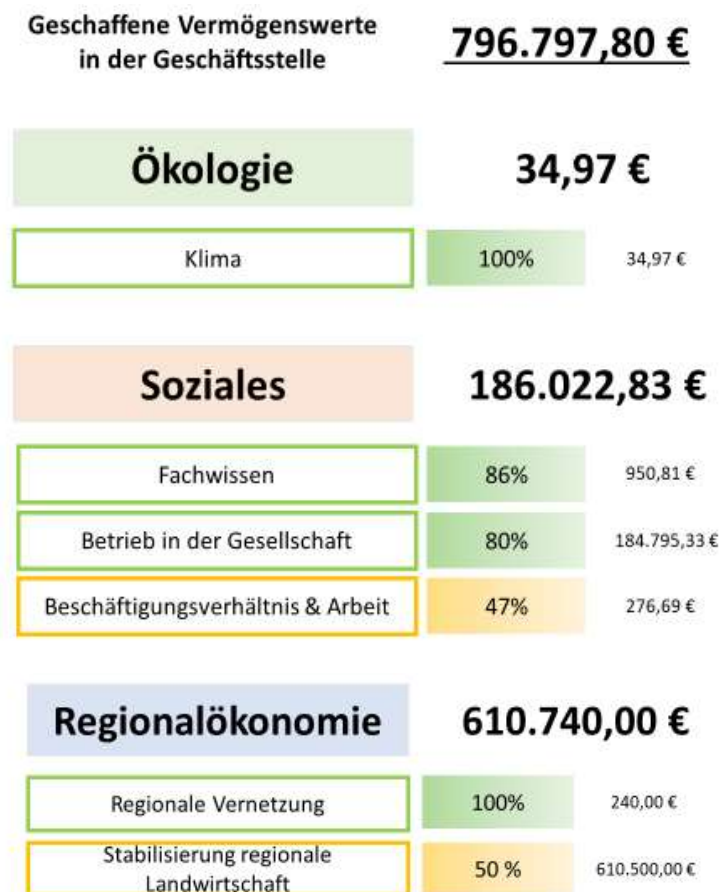 Geschaffene Vermögenswerte
in der Geschäftsstelle
796.797,80 €
Ökologie 34,97 €
Klima 100% 34,97 €
Soziales 186.022,83 €
Fachwissen 86% 950,81 €
Betrieb in der Gesellschaft 80% 184.795,33 €
Beschäftigungsverhältnis & Arbeit 47% 276,69 €
Regionalökonomie 610.740,00 €
Regionale Vernetzung 100% 240,00 €
Stabilisierung regionale
Landwirtschaft
50 % 610.500,00 €